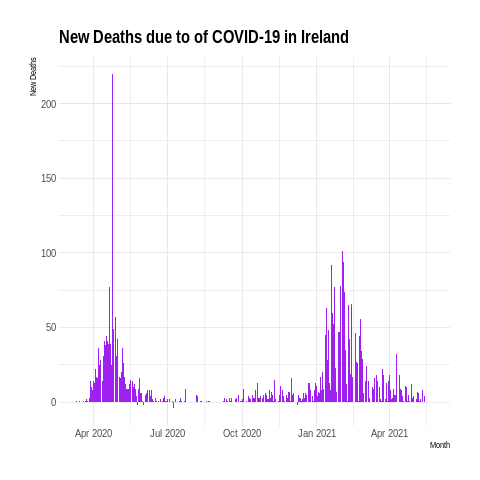 New Deaths due to of COVID-19 in Ireland
New Deaths
200
150
100
50
0
Apr 2020
Jul 2020
Oct 2020
Jan 2021
Apr 2021
Month